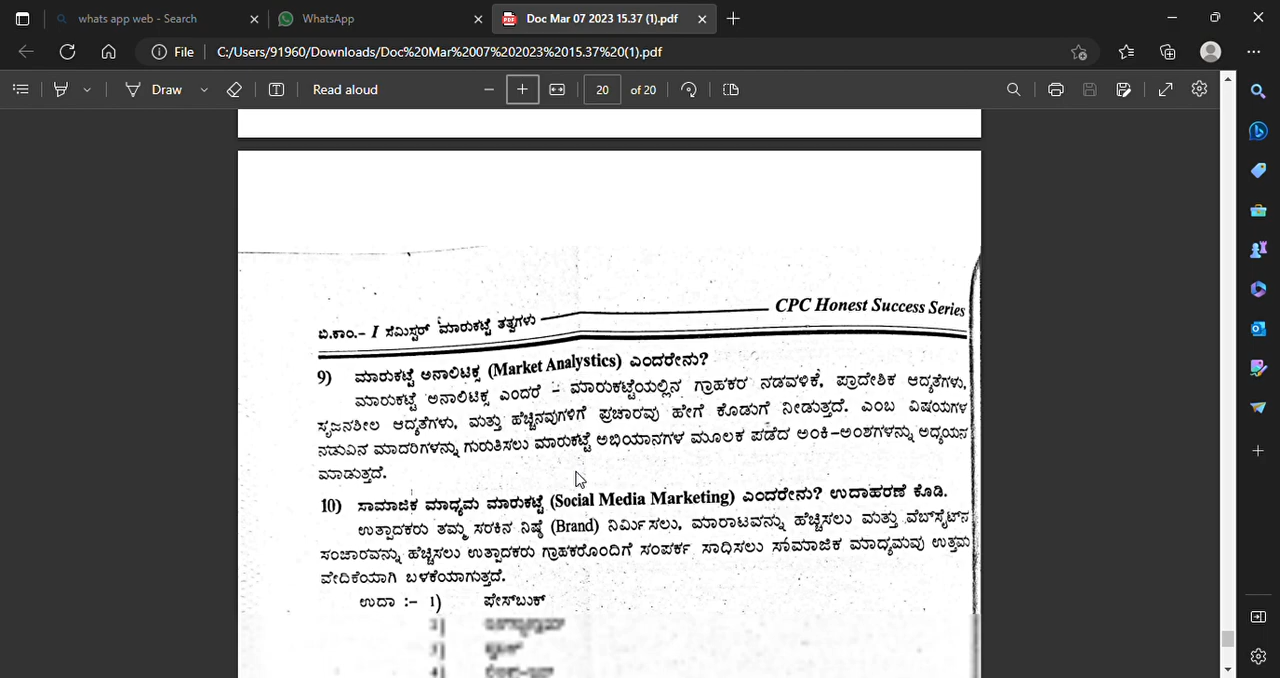 whats app web - Search
WhatsApp
Doc Mar 07 2023 15.37 (1).pdf
File
C:/Users/91960/Downloads/Doc%20Mar%2007%202023%2015.37%20(1).pdf
Draw
Read aloud
20 of 20
ಬಿ.ಕಾಂ.– I ಸೆಮಿಸ್ಟರ್ ಮಾರುಕಟ್ಟೆ ತತ್ವಗಳು
CPC Honest Success Series
9) ಮಾರುಕಟ್ಟೆ ಅನಾಲಿಟಿಕ್ಸ (Market Analystics) ಎಂದರೇನು?
ಮಾರುಕಟ್ಟೆ ಅನಾಲಿಟಿಕ್ಸ ಎಂದರೆ – ಮಾರುಕಟ್ಟೆಯಲ್ಲಿನ ಗ್ರಾಹಕರ ನಡವಳಿಕೆ, ಪ್ರಾದೇಶಿಕ ಆದ್ಯತೆಗಳು,
ಸೃಜನಶೀಲ ಆದ್ಯತೆಗಳು, ಮತ್ತು ಹೆಚ್ಚಿನವುಗಳಿಗೆ ಪ್ರಚಾರವು ಹೇಗೆ ಕೊಡುಗೆ ನೀಡುತ್ತದೆ. ಎಂಬ ವಿಷಯಗಳ
ನಡುವಿನ ಮಾದರಿಗಳನ್ನು ಗುರುತಿಸಲು ಮಾರುಕಟ್ಟೆ ಅಭಿಯಾನಗಳ ಮೂಲಕ ಪಡೆದ ಅಂಕಿ–ಅಂಶಗಳನ್ನು ಅಧ್ಯಯನ
ಮಾಡುತ್ತದೆ.
10) ಸಾಮಾಜಿಕ ಮಾಧ್ಯಮ ಮಾರುಕಟ್ಟೆ (Social Media Marketing) ಎಂದರೇನು? ಉದಾಹರಣೆ ಕೊಡಿ.
ಉತ್ಪಾದಕರು ತಮ್ಮ ಸರಕಿನ ನಿಷ್ಠೆ (Brand) ನಿರ್ಮಿಸಲು, ಮಾರಾಟವನ್ನು ಹೆಚ್ಚಿಸಲು ಮತ್ತು ವೆಬ್‌ಸೈಟ್‌ನ
ಸಂಚಾರವನ್ನು ಹೆಚ್ಚಿಸಲು ಉತ್ಪಾದಕರು ಗ್ರಾಹಕರೊಂದಿಗೆ ಸಂಪರ್ಕ ಸಾಧಿಸಲು ಸಾಮಾಜಿಕ ಮಾಧ್ಯಮವು ಉತ್ತಮ
ವೇದಿಕೆಯಾಗಿ ಬಳಕೆಯಾಗುತ್ತದೆ.
ಉದಾ :– 1) ಫೇಸ್‌ಬುಕ್
2)
3)
4)